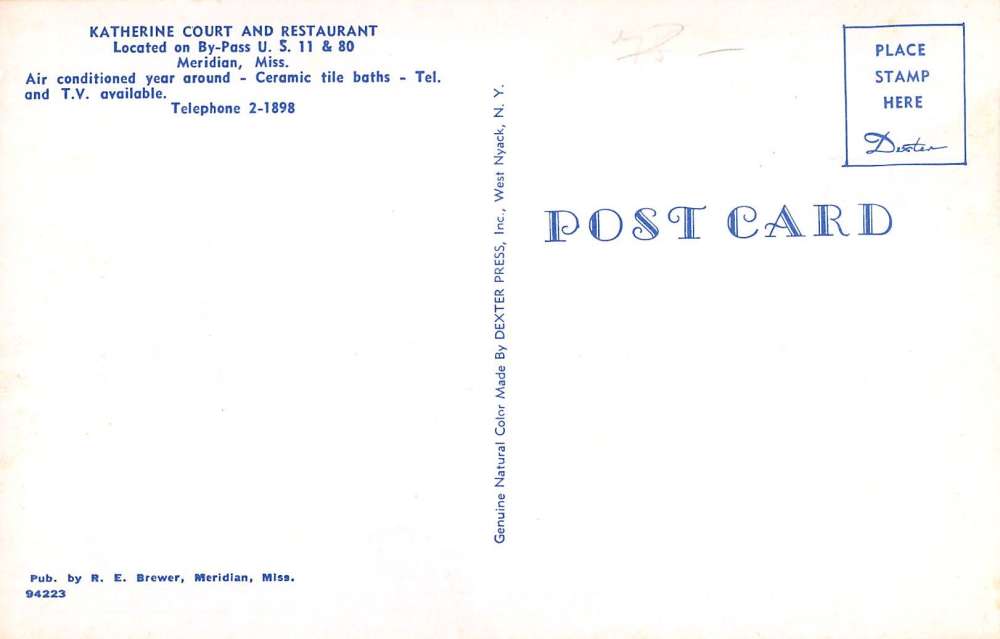 KATHERINE COURT AND RESTAURANT
Located on By-Pass U. S. 11 & 80
Meridian, Miss.
Air conditioned year around - Ceramic tile baths - Tel.
and T.V. available.
Telephone 2-1898
Pub. by R. E. Brewer, Meridian, Miss.
94223
Genuine Natural Color Made By DEXTER PRESS, Inc., West Nyack, N. Y.
PLACE
STAMP
HERE
Dexter
POST CARD